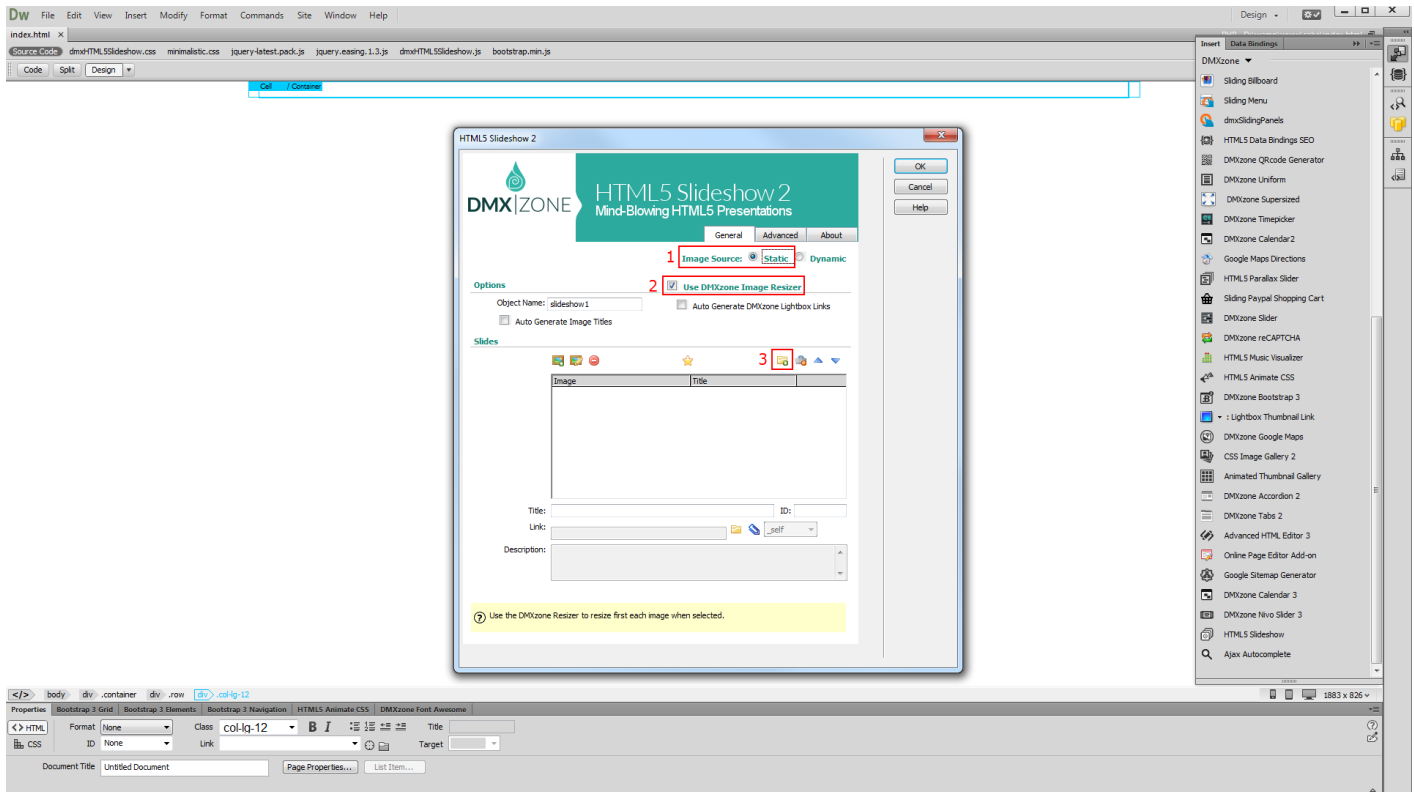 Dw File Edit View Insert Modify Format Commands Site Window Help Design
index.html ×
Source Code dmxHTML5Slideshow.css minimalistic.css jquery-latest.pack.js jquery.easing.1.3.js dmxHTML5Slideshow.js bootstrap.min.js
Code Split Design
Cell / Container
HTML5 Slideshow 2
DMX|ZONE
HTML5 Slideshow 2
Mind-Blowing HTML5 Presentations
General Advanced About
OK
Cancel
Help
1 Image Source: Static Dynamic
Options 2 Use DMXzone Image Resizer
Object Name: slideshow1 Auto Generate DMXzone Lightbox Links
Auto Generate Image Titles
Slides
3
Image Title
Title: ID:
Link: _self
Description:
? Use the DMXzone Resizer to resize first each image when selected.
Insert Data Bindings
DMXzone
Sliding Billboard
Sliding Menu
dmxSlidingPanels
HTML5 Data Bindings SEO
DMXzone QRcode Generator
DMXzone Uniform
DMXzone Supersized
DMXzone Timepicker
DMXzone Calendar2
Google Maps Directions
HTML5 Parallax Slider
Sliding Paypal Shopping Cart
DMXzone Slider
DMXzone reCAPTCHA
HTML5 Music Visualizer
HTML5 Animate CSS
DMXzone Bootstrap 3
: Lightbox Thumbnail Link
DMXzone Google Maps
CSS Image Gallery 2
Animated Thumbnail Gallery
DMXzone Accordion 2
DMXzone Tabs 2
Advanced HTML Editor 3
Online Page Editor Add-on
Google Sitemap Generator
DMXzone Calendar 3
DMXzone Nivo Slider 3
HTML5 Slideshow
Ajax Autocomplete
</> body div .container div .row div .col-lg-12 1883 x 826
Properties Bootstrap 3 Grid Bootstrap 3 Elements Bootstrap 3 Navigation HTML5 Animate CSS DMXzone Font Awesome
<> HTML Format None Class col-lg-12 B I Title
CSS ID None Link Target
Document Title Untitled Document Page Properties... List Item...